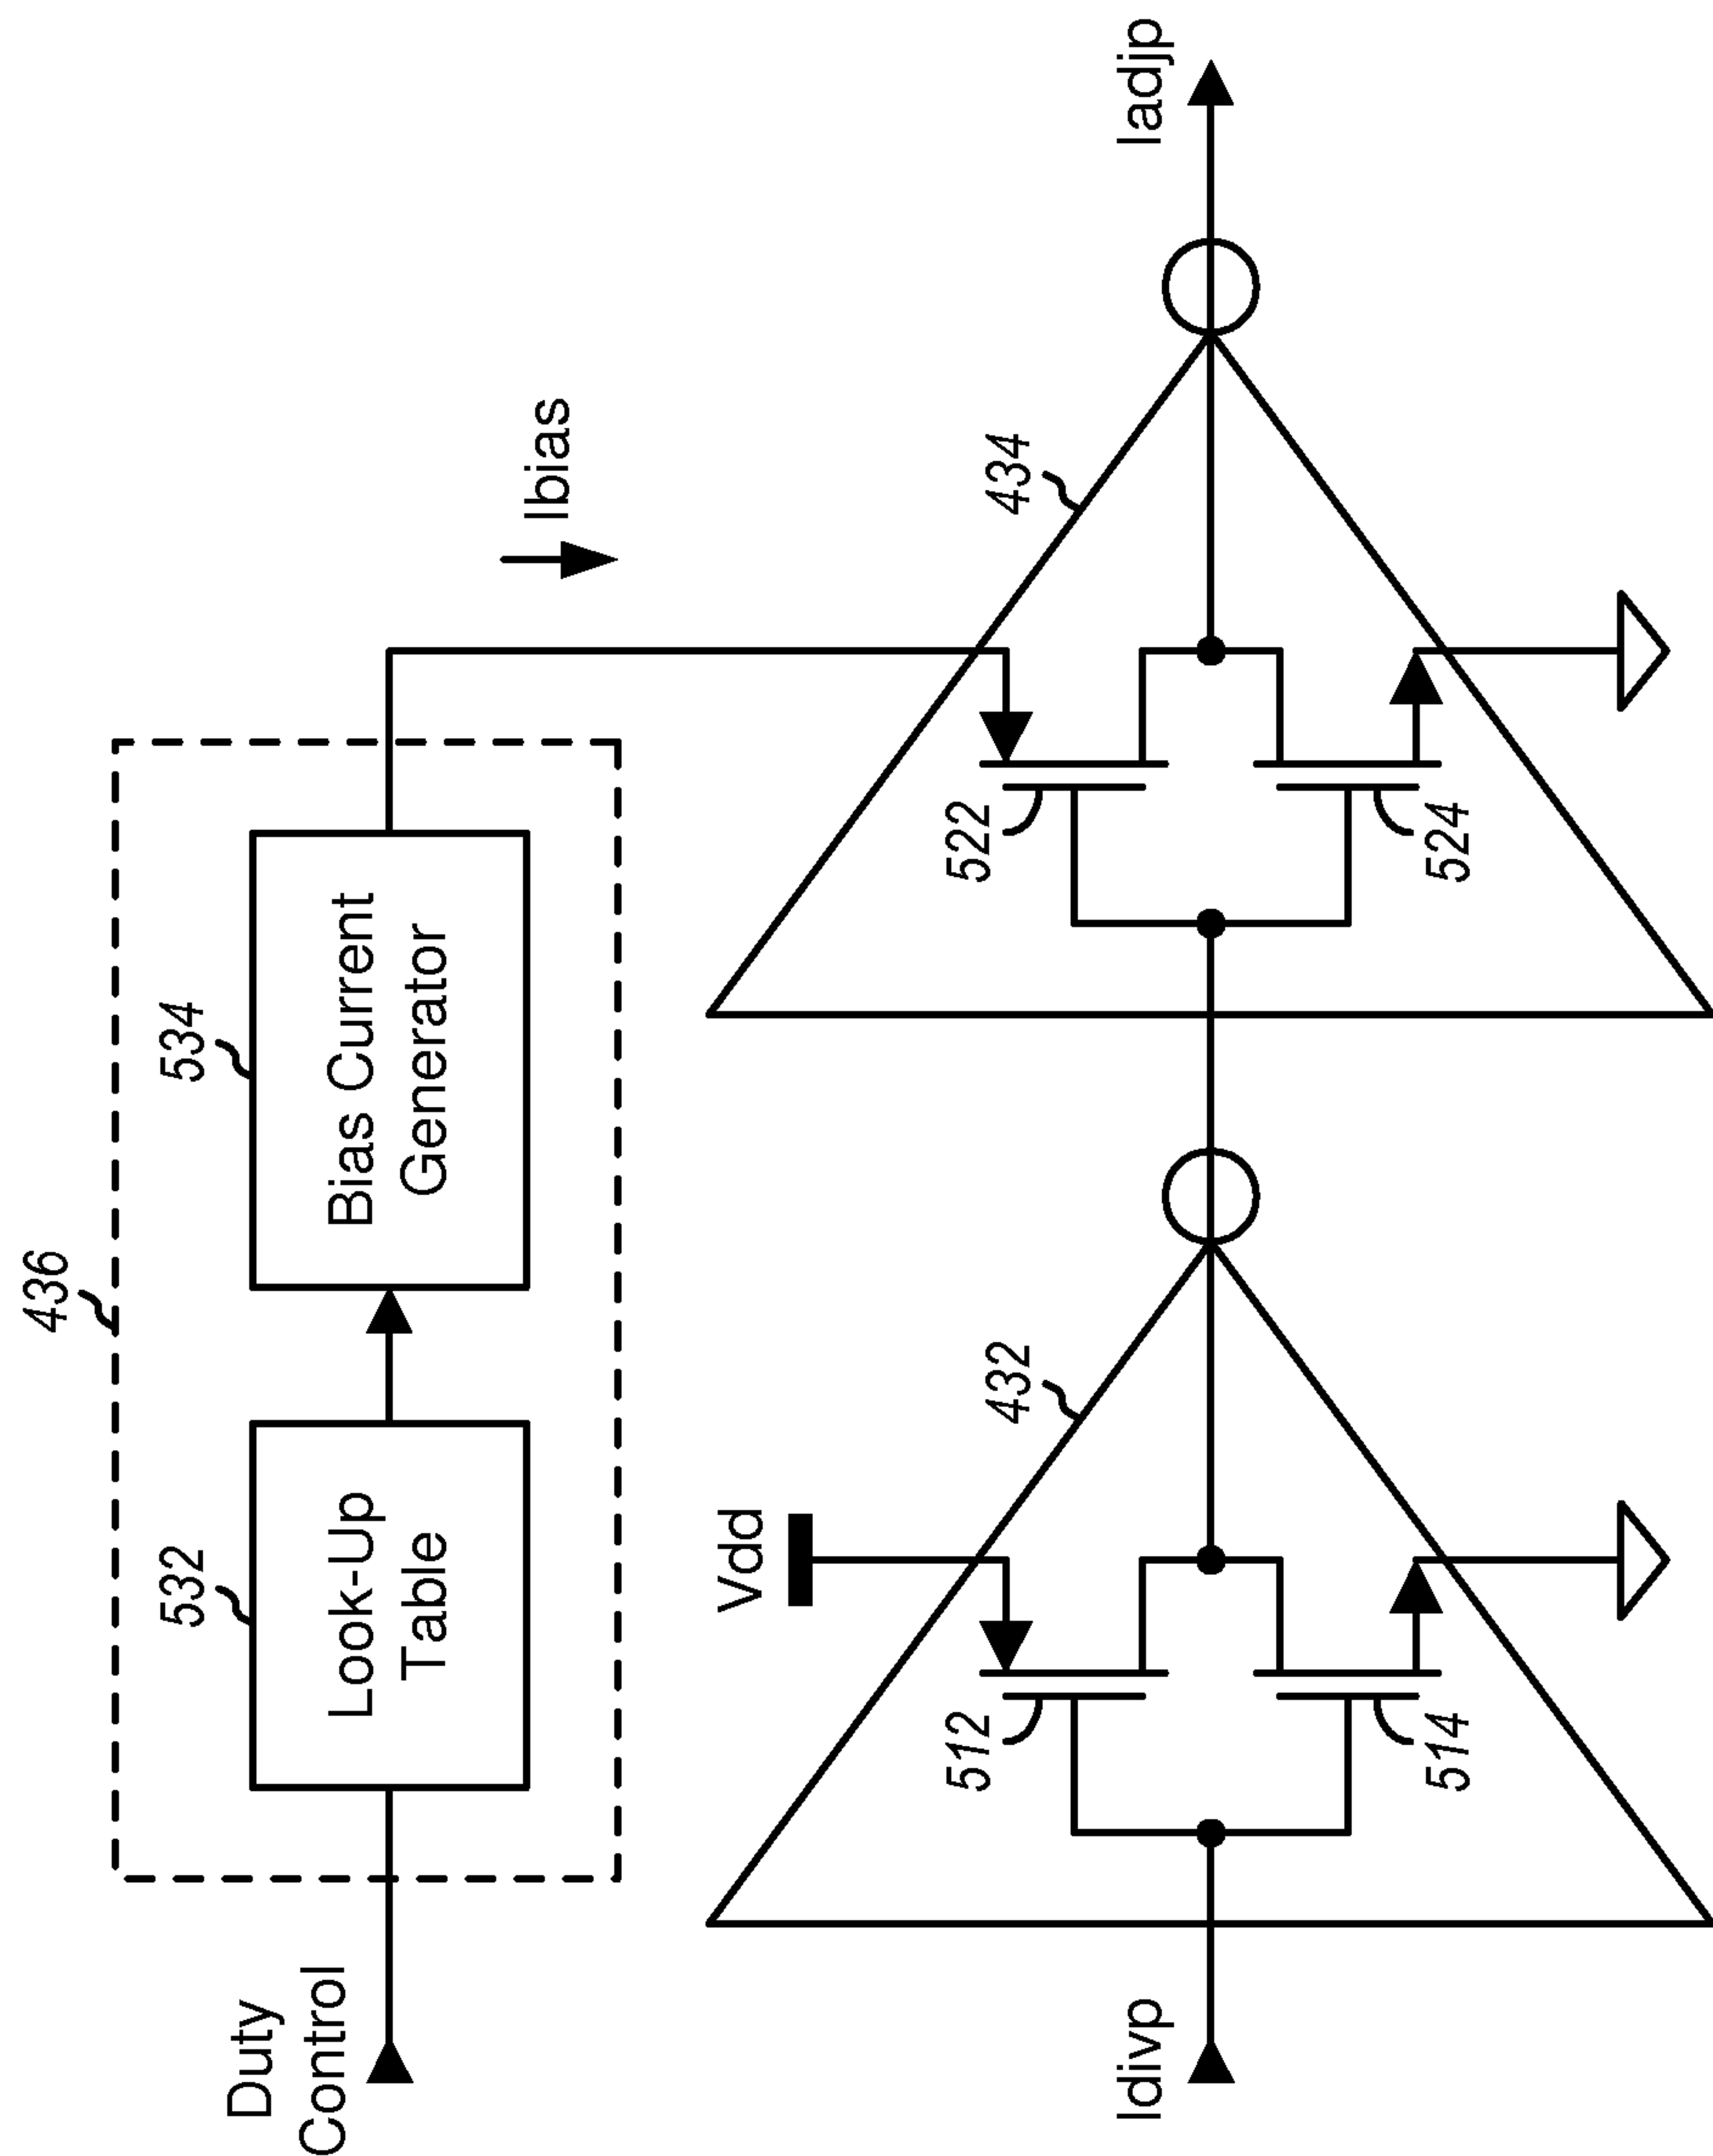 436
532
534
Duty
Control
Look-Up
Table
Bias Current
Generator
Ibias
Vdd
432
434
512
522
Idivp
Iadjp
514
524